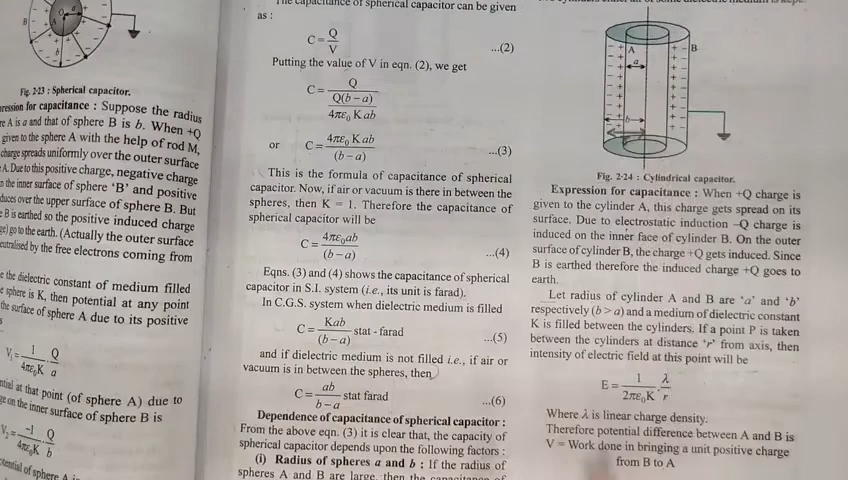 B
A
a
b
Fig. 2·23 : Spherical capacitor.
pression for capacitance : Suppose the radius
re A is a and that of sphere B is b. When +Q
given to the sphere A with the help of rod M,
charge spreads uniformly over the outer surface
A. Due to this positive charge, negative charge
n the inner surface of sphere 'B' and positive
duces over the upper surface of sphere B. But
e B is earthed so the positive induced charge
ge) go to the earth. (Actually the outer surface
eutralised by the free electrons coming from
e the dielectric constant of medium filled
e sphere is K, then potential at any point
the surface of sphere A due to its positive
V₁ = 1/4πε₀K · Q/a
ntial at that point (of sphere A) due to
ge on the inner surface of sphere B is
V₂ = −1/4πε₀K · Q/b
otential of sphere A is
The capacitance of spherical capacitor can be given
as :
C = Q/V ...(2)
Putting the value of V in eqn. (2), we get
C = Q / (Q(b − a) / 4πε₀ K ab)
or C = 4πε₀ K ab / (b − a) ...(3)
This is the formula of capacitance of spherical
capacitor. Now, if air or vacuum is there in between the
spheres, then K = 1. Therefore the capacitance of
spherical capacitor will be
C = 4πε₀ab / (b − a) ...(4)
Eqns. (3) and (4) shows the capacitance of spherical
capacitor in S.I. system (i.e., its unit is farad).
In C.G.S. system when dielectric medium is filled
C = Kab / (b − a) stat - farad ...(5)
and if dielectric medium is not filled i.e., if air or
vacuum is in between the spheres, then
C = ab / b − a stat farad ...(6)
Dependence of capacitance of spherical capacitor :
From the above eqn. (3) it is clear that, the capacity of
spherical capacitor depends upon the following factors :
(i) Radius of spheres a and b : If the radius of
spheres A and B are large, then the capacitance of
A
B
a
b
Fig. 2·24 : Cylindrical capacitor.
Expression for capacitance : When +Q charge is
given to the cylinder A, this charge gets spread on its
surface. Due to electrostatic induction −Q charge is
induced on the inner face of cylinder B. On the outer
surface of cylinder B, the charge +Q gets induced. Since
B is earthed therefore the induced charge +Q goes to
earth.
Let radius of cylinder A and B are 'a' and 'b'
respectively (b > a) and a medium of dielectric constant
K is filled between the cylinders. If a point P is taken
between the cylinders at distance 'r' from axis, then
intensity of electric field at this point will be
E = 1/2πε₀K · λ/r
Where λ is linear charge density.
Therefore potential difference between A and B is
V = Work done in bringing a unit positive charge
from B to A